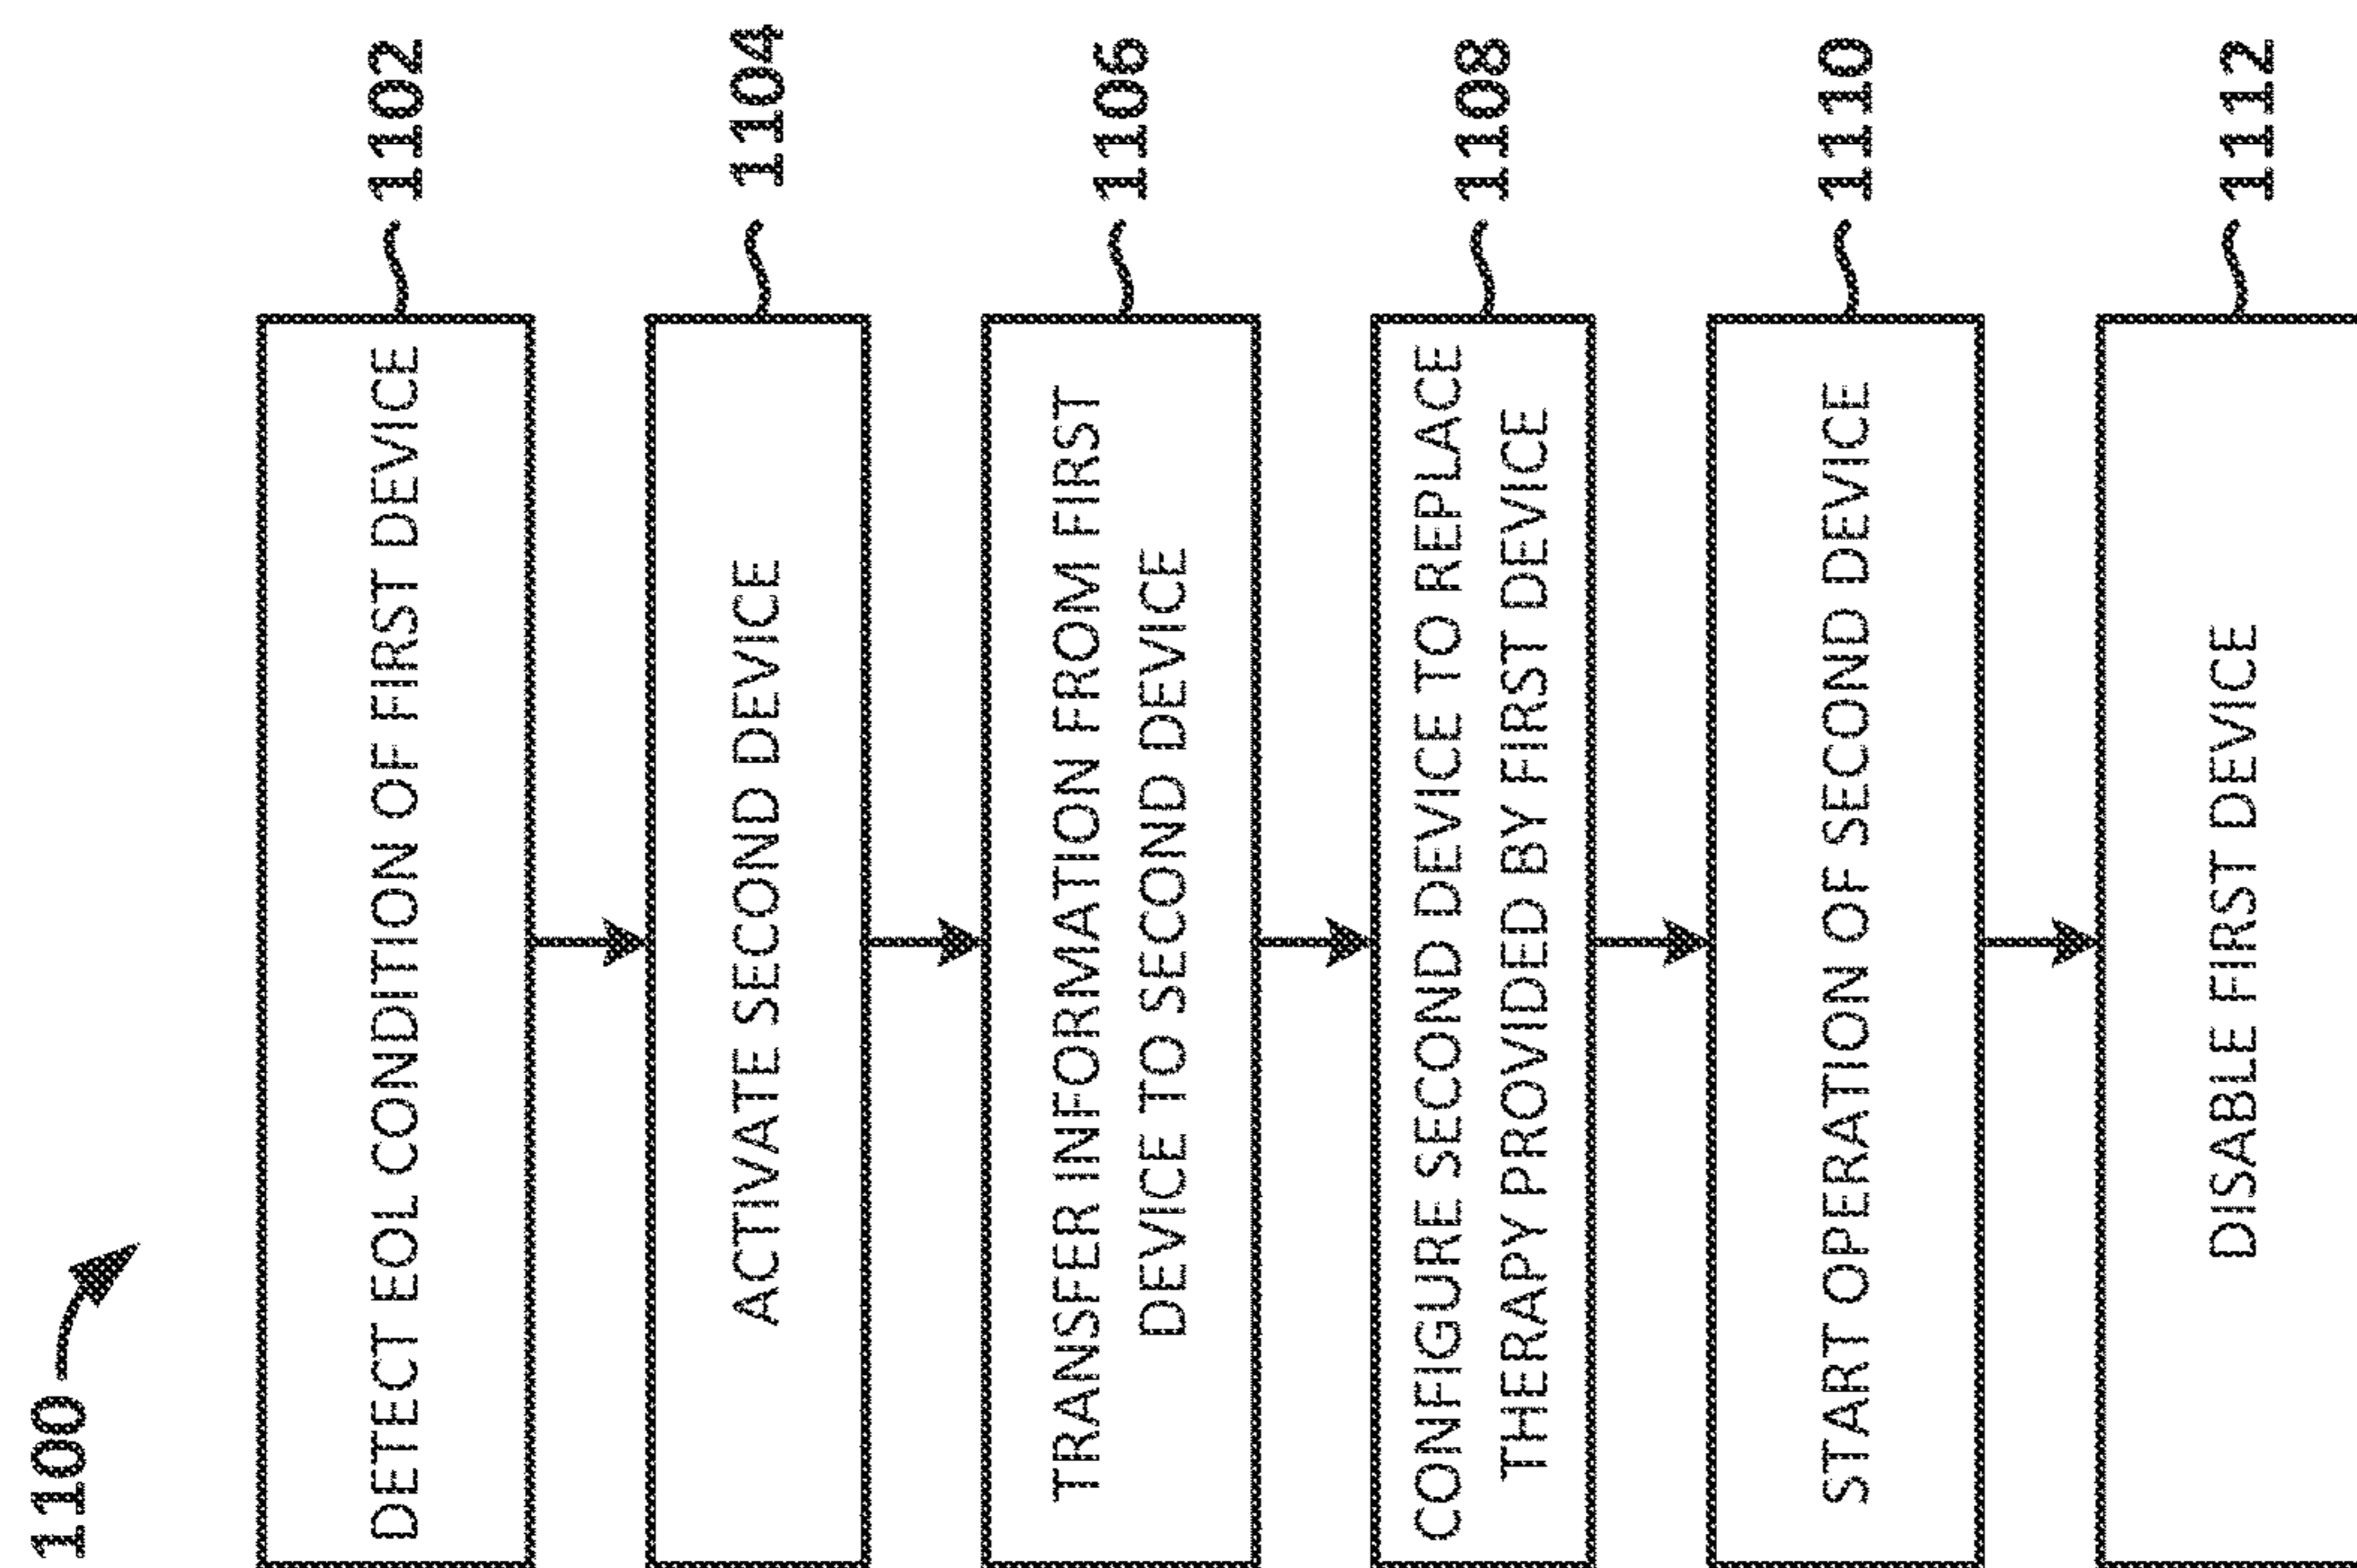 1100
DETECT EOL CONDITION OF FIRST DEVICE
1102
ACTIVATE SECOND DEVICE
1104
TRANSFER INFORMATION FROM FIRST
DEVICE TO SECOND DEVICE
1106
CONFIGURE SECOND DEVICE TO REPLACE
THERAPY PROVIDED BY FIRST DEVICE
1108
START OPERATION OF SECOND DEVICE
1110
DISABLE FIRST DEVICE
1112